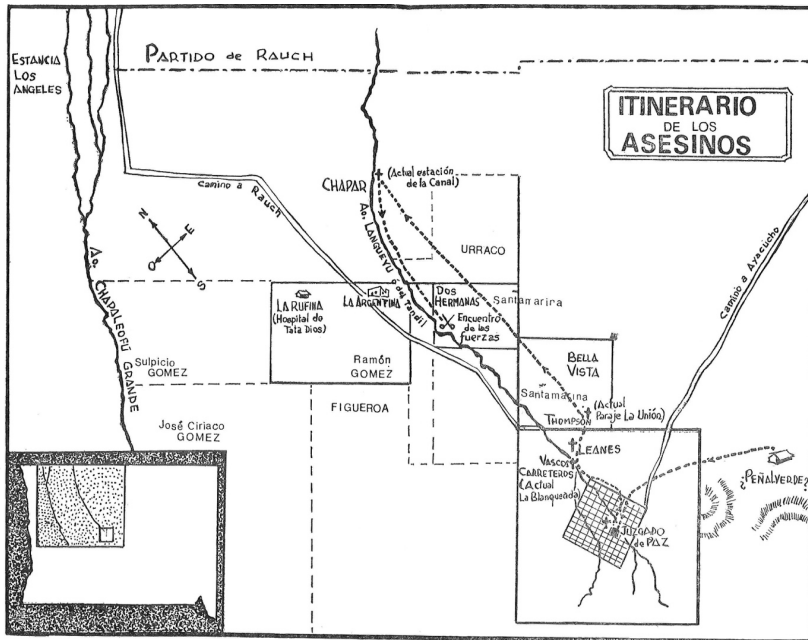 ESTANCIA
LOS
ANGELES
PARTIDO de RAUCH
ITINERARIO
DE LOS
ASESINOS
CHAPAR
(Actual estación
de la Canal)
Camino a Rauch
N
E
O
S
Ao. CHAPALEOFÚ GRANDE
Ao. LANGUEYÚ ó del Tandil
URRACO
Camino a Ayacucho
LA RUFINA
(Hospital de
Tata Dios)
LA ARGENTINA
DOS
HERMANAS
Santamarina
Encuentro
de las
fuerzas
Sulpicio
GOMEZ
Ramón
GOMEZ
BELLA
VISTA
FIGUEROA
Santamarina
THOMPSON
(Actual
Paraje La Unión)
José Ciriaco
GOMEZ
LEANES
VASCOS
CARRETEROS
(Actual
La Blanqueada)
¿PEÑALVERDE?
JUZGADO
de PAZ